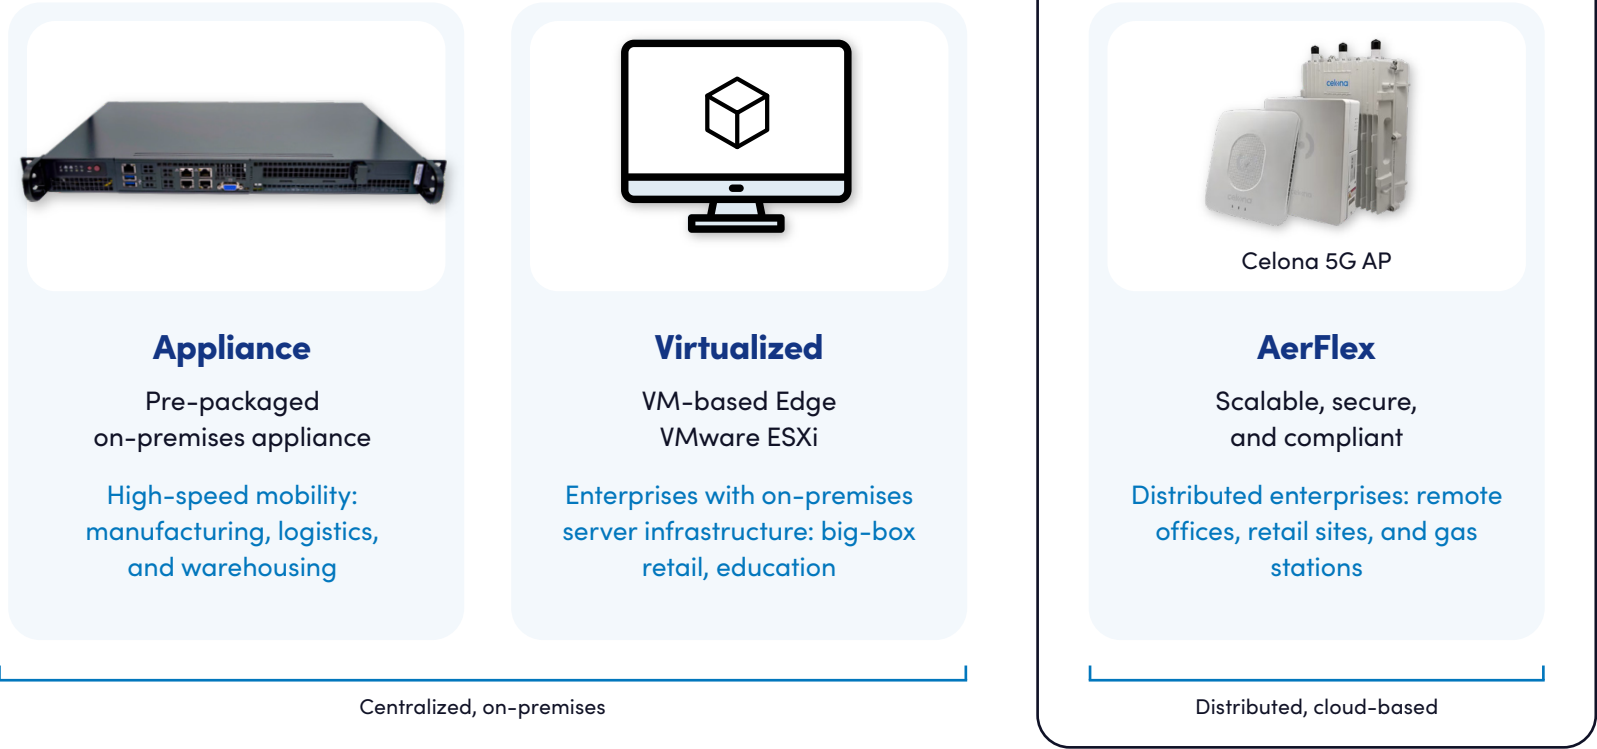 celona
celona
Celona 5G AP
Appliance
Pre-packaged
on-premises appliance
High-speed mobility:
manufacturing, logistics,
and warehousing
Virtualized
VM-based Edge
VMware ESXi
Enterprises with on-premises
server infrastructure: big-box
retail, education
AerFlex
Scalable, secure,
and compliant
Distributed enterprises: remote
offices, retail sites, and gas
stations
Centralized, on-premises
Distributed, cloud-based